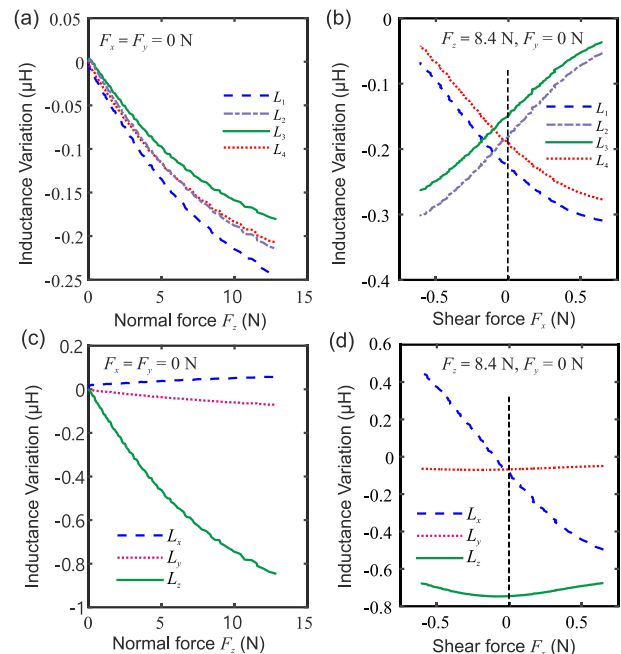 (a)
F_x = F_y = 0 N
0
-0.05
-0.1
-0.15
-0.2
-0.25
Inductance Variation (μH)
L_1
L_2
L_3
L_4
0 5 10 15
Normal force F_z (N)
(b)
F_z = 8.4 N, F_y = 0 N
0
-0.1
-0.2
-0.3
-0.4
Inductance Variation (μH)
L_1
L_2
L_3
L_4
-0.5 0 0.5
Shear force F_x (N)
(c)
F_x = F_y = 0 N
0.2
0
-0.2
-0.4
-0.6
-0.8
-1
Inductance Variation (μH)
L_x
L_y
L_z
0 5 10 15
Normal force F_z (N)
(d)
F_z = 8.4 N, F_y = 0 N
0.6
0.4
0.2
0
-0.2
-0.4
-0.6
-0.8
Inductance Variation (μH)
L_x
L_y
L_z
-0.5 0 0.5
Shear force F_x (N)